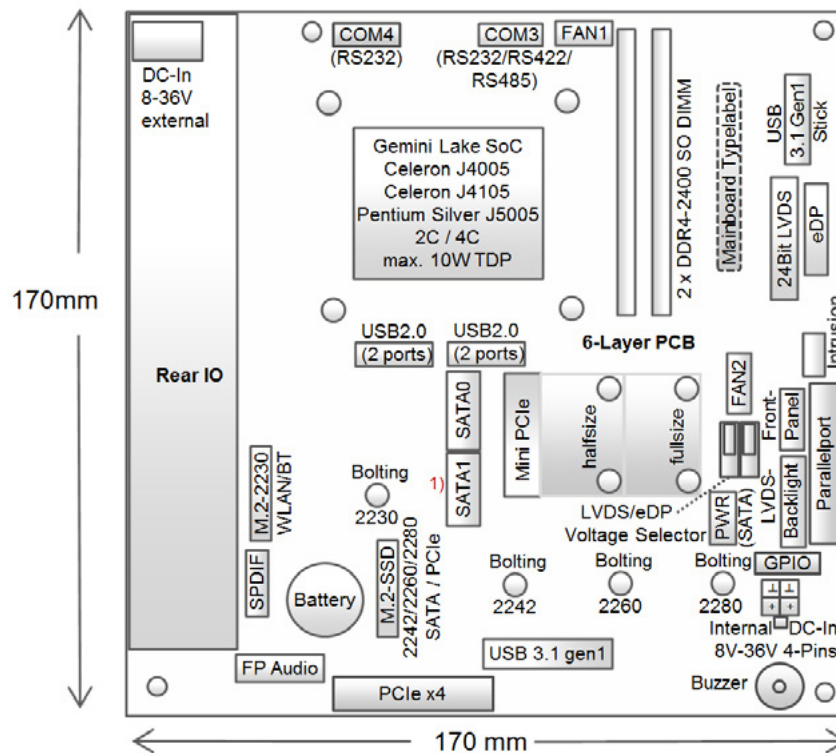 COM4
(RS232)
COM3
(RS232/RS422/
RS485)
FAN1
DC-In
8-36V
external
Gemini Lake SoC
Celeron J4005
Celeron J4105
Pentium Silver J5005
2C / 4C
max. 10W TDP
2 x DDR4-2400 SO DIMM
Mainboard Typelabel
USB
3.1 Gen1
Stick
24Bit LVDS
eDP
170mm
Rear IO
USB2.0
(2 ports)
USB2.0
(2 ports)
6-Layer PCB
Intrusion
SATA0
SATA1
1)
Mini PCIe
halfsize
fullsize
FAN2
Front-
Panel
Parallelport
LVDS-
Backlight
PWR
(SATA)
LVDS/eDP
Voltage Selector
M.2-2230
WLAN/BT
Bolting
2230
SPDIF
Battery
M.2-SSD
2242/2260/2280
SATA / PCIe
Bolting
2242
Bolting
2260
Bolting
2280
GPIO
Internal DC-In
8V-36V 4-Pins
USB 3.1 gen1
FP Audio
PCIe x4
Buzzer
170 mm